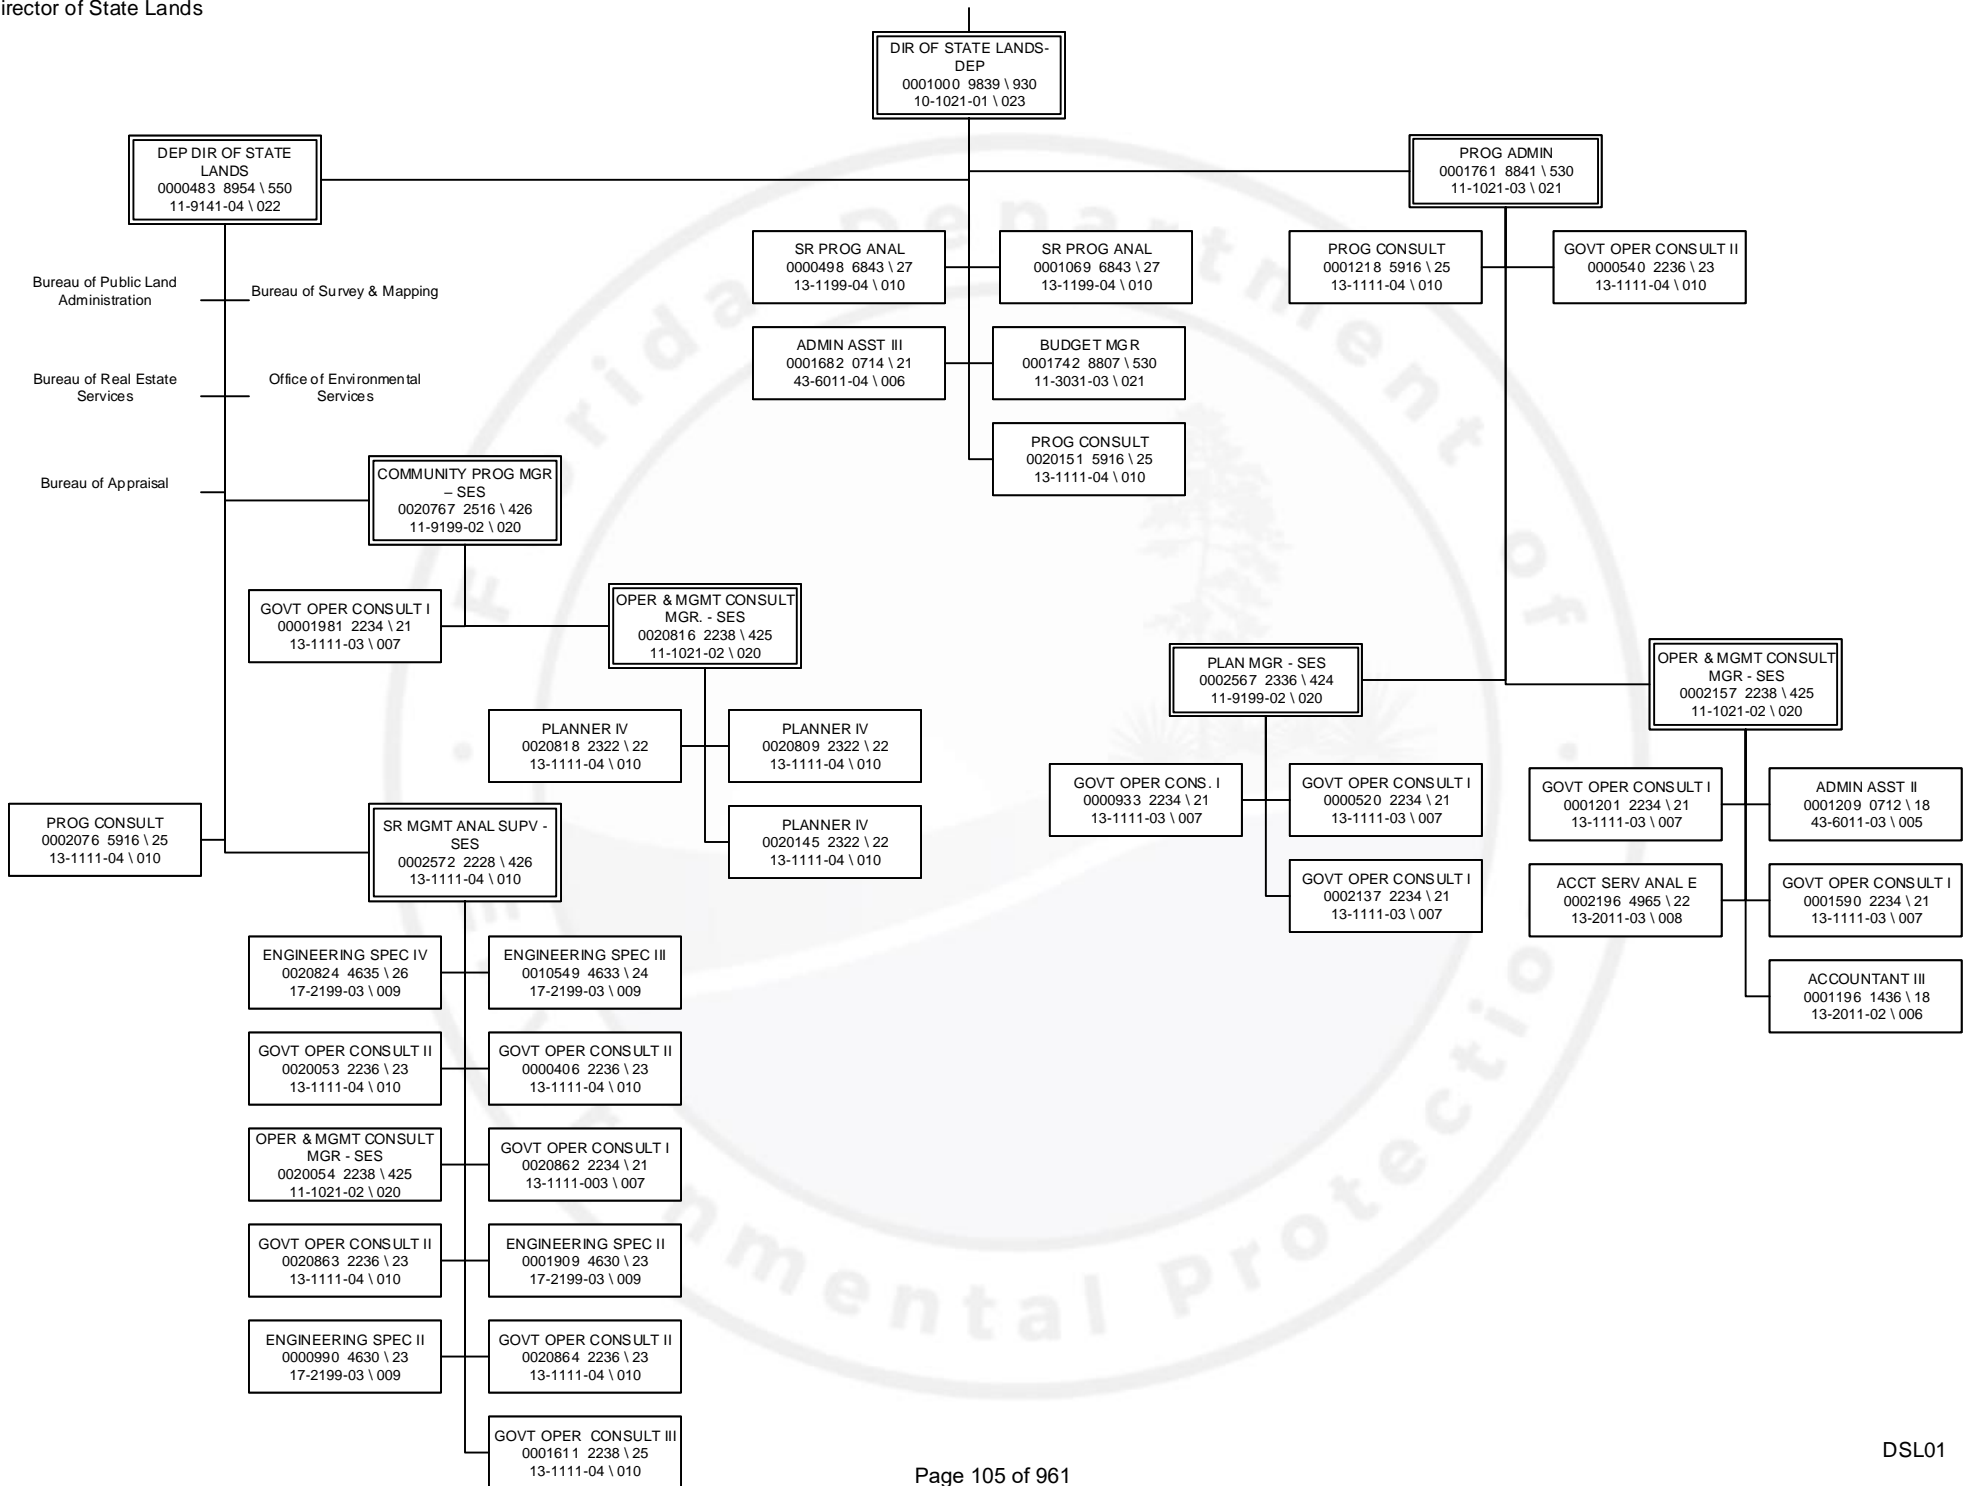 irector of State Lands
DIR OF STATE LANDS-
DEP
0001000 9839 \ 930
10-1021-01 \ 023
DEP DIR OF STATE
LANDS
0000483 8954 \ 550
11-9141-04 \ 022
PROG ADMIN
0001761 8841 \ 530
11-1021-03 \ 021
SR PROG ANAL
0000498 6843 \ 27
13-1199-04 \ 010
SR PROG ANAL
0001069 6843 \ 27
13-1199-04 \ 010
PROG CONSULT
0001218 5916 \ 25
13-1111-04 \ 010
GOVT OPER CONSULT II
0000540 2236 \ 23
13-1111-04 \ 010
Bureau of Public Land
Administration
Bureau of Survey & Mapping
ADMIN ASST III
0001682 0714 \ 21
43-6011-04 \ 006
BUDGET MGR
0001742 8807 \ 530
11-3031-03 \ 021
Bureau of Real Estate
Services
Office of Environmental
Services
PROG CONSULT
0020151 5916 \ 25
13-1111-04 \ 010
Bureau of Appraisal
COMMUNITY PROG MGR
– SES
0020767 2516 \ 426
11-9199-02 \ 020
GOVT OPER CONSULT I
00001981 2234 \ 21
13-1111-03 \ 007
OPER & MGMT CONSULT
MGR. - SES
0020816 2238 \ 425
11-1021-02 \ 020
PLAN MGR - SES
0002567 2336 \ 424
11-9199-02 \ 020
OPER & MGMT CONSULT
MGR - SES
0002157 2238 \ 425
11-1021-02 \ 020
PLANNER IV
0020818 2322 \ 22
13-1111-04 \ 010
PLANNER IV
0020809 2322 \ 22
13-1111-04 \ 010
GOVT OPER CONS. I
0000933 2234 \ 21
13-1111-03 \ 007
GOVT OPER CONSULT I
0000520 2234 \ 21
13-1111-03 \ 007
GOVT OPER CONSULT I
0001201 2234 \ 21
13-1111-03 \ 007
ADMIN ASST II
0001209 0712 \ 18
43-6011-03 \ 005
PROG CONSULT
0002076 5916 \ 25
13-1111-04 \ 010
SR MGMT ANAL SUPV -
SES
0002572 2228 \ 426
13-1111-04 \ 010
PLANNER IV
0020145 2322 \ 22
13-1111-04 \ 010
GOVT OPER CONSULT I
0002137 2234 \ 21
13-1111-03 \ 007
ACCT SERV ANAL E
0002196 4965 \ 22
13-2011-03 \ 008
GOVT OPER CONSULT I
0001590 2234 \ 21
13-1111-03 \ 007
ACCOUNTANT III
0001196 1436 \ 18
13-2011-02 \ 006
ENGINEERING SPEC IV
0020824 4635 \ 26
17-2199-03 \ 009
ENGINEERING SPEC III
0010549 4633 \ 24
17-2199-03 \ 009
GOVT OPER CONSULT II
0020053 2236 \ 23
13-1111-04 \ 010
GOVT OPER CONSULT II
0000406 2236 \ 23
13-1111-04 \ 010
OPER & MGMT CONSULT
MGR - SES
0020054 2238 \ 425
11-1021-02 \ 020
GOVT OPER CONSULT I
0020862 2234 \ 21
13-1111-003 \ 007
GOVT OPER CONSULT II
0020863 2236 \ 23
13-1111-04 \ 010
ENGINEERING SPEC II
0001909 4630 \ 23
17-2199-03 \ 009
ENGINEERING SPEC II
0000990 4630 \ 23
17-2199-03 \ 009
GOVT OPER CONSULT II
0020864 2236 \ 23
13-1111-04 \ 010
GOVT OPER CONSULT III
0001611 2238 \ 25
13-1111-04 \ 010
DSL01
Page 105 of 961